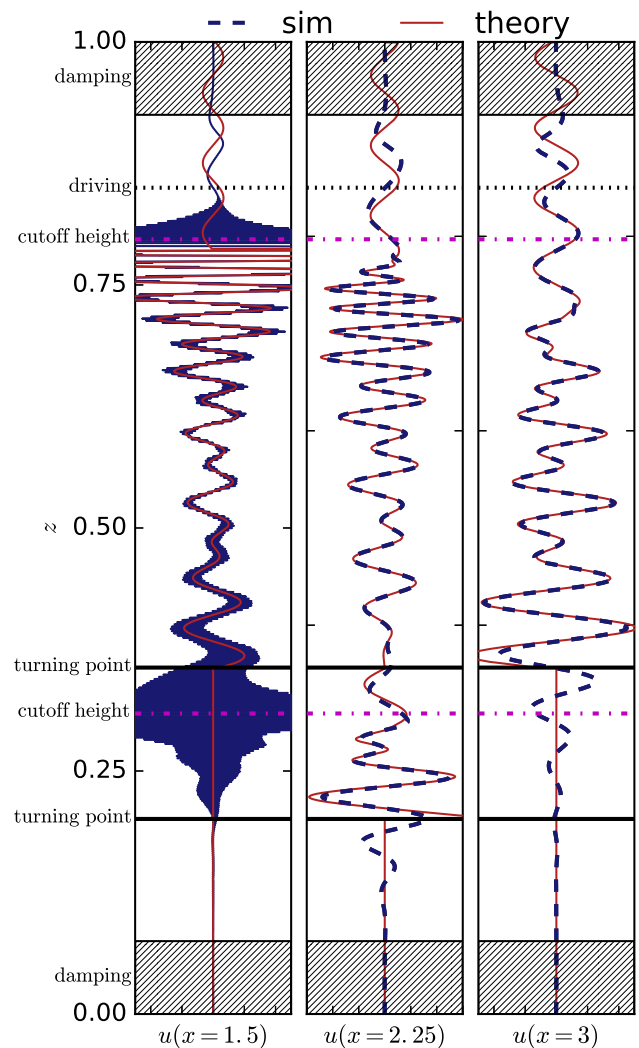 sim theory
1.00
damping
driving
cutoff height
0.75
z 0.50
turning point
cutoff height
0.25
turning point
damping
0.00
u(x = 1.5) u(x = 2.25) u(x = 3)